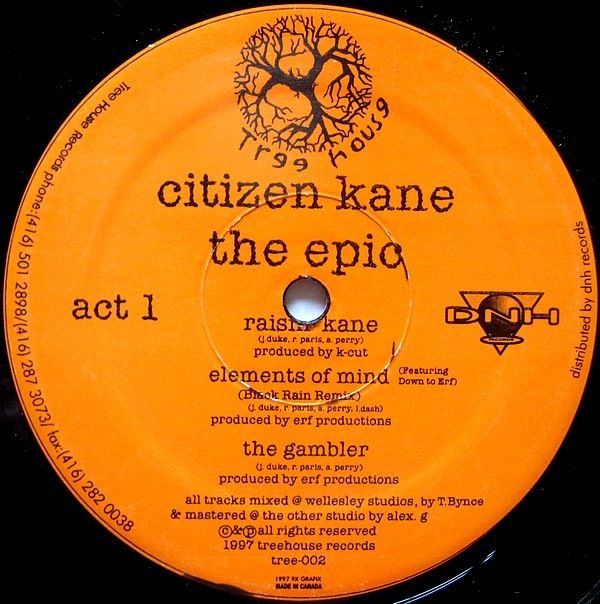 Tree House
citizen kane
the epic
act 1
raisin' kane
(j.duke, r. paris, a. perry)
produced by k-cut
elements of mind (Featuring
Down to Erf)
(Black Rain Remix)
(j. duke, r. paris, a. perry, l.dash)
produced by erf productions
the gambler
(j. duke, r. paris, a. perry)
produced by erf productions
all tracks mixed @ wellesley studios, by T.Bynce
& mastered @ the other studio by alex. g
©&℗all rights reserved
1997 treehouse records
tree-002
1997 RX GRAFIX
MADE IN CANADA
DNH
RECORDS
distributed by dnh records
Tree House Records phone:(416) 501 2898/(416) 287 3073/ fax:(416) 282 0038